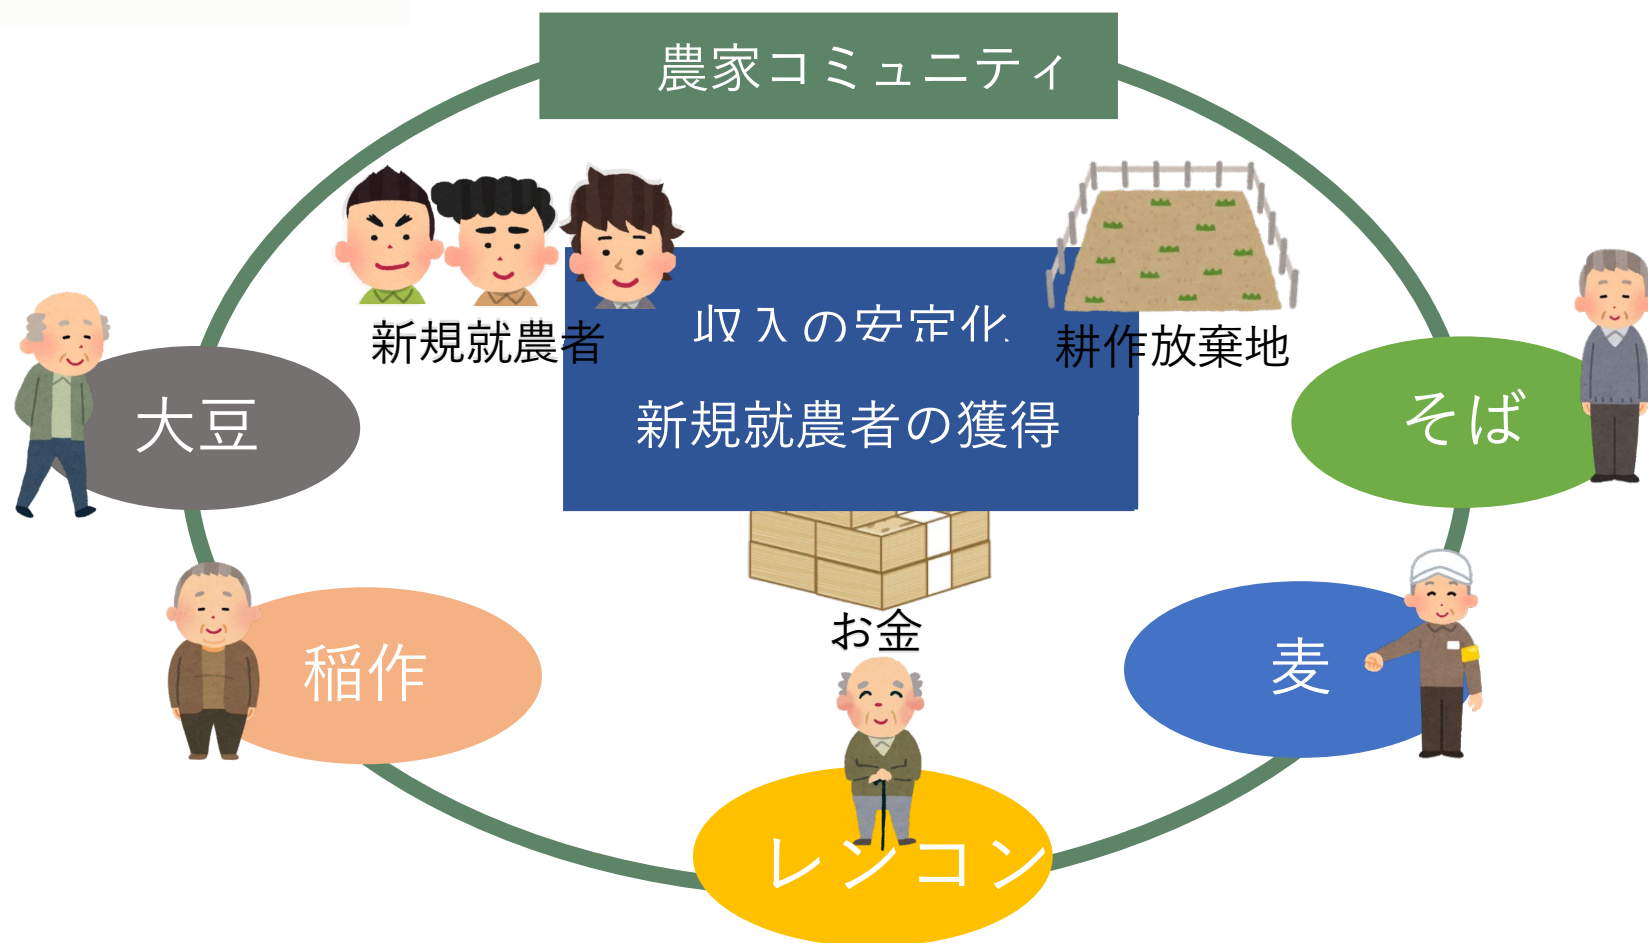 農家コミュニティ
収入の安定化
新規就農者
耕作放棄地
新規就農者の獲得
大豆
そば
お金
稲作
麦
レンコン